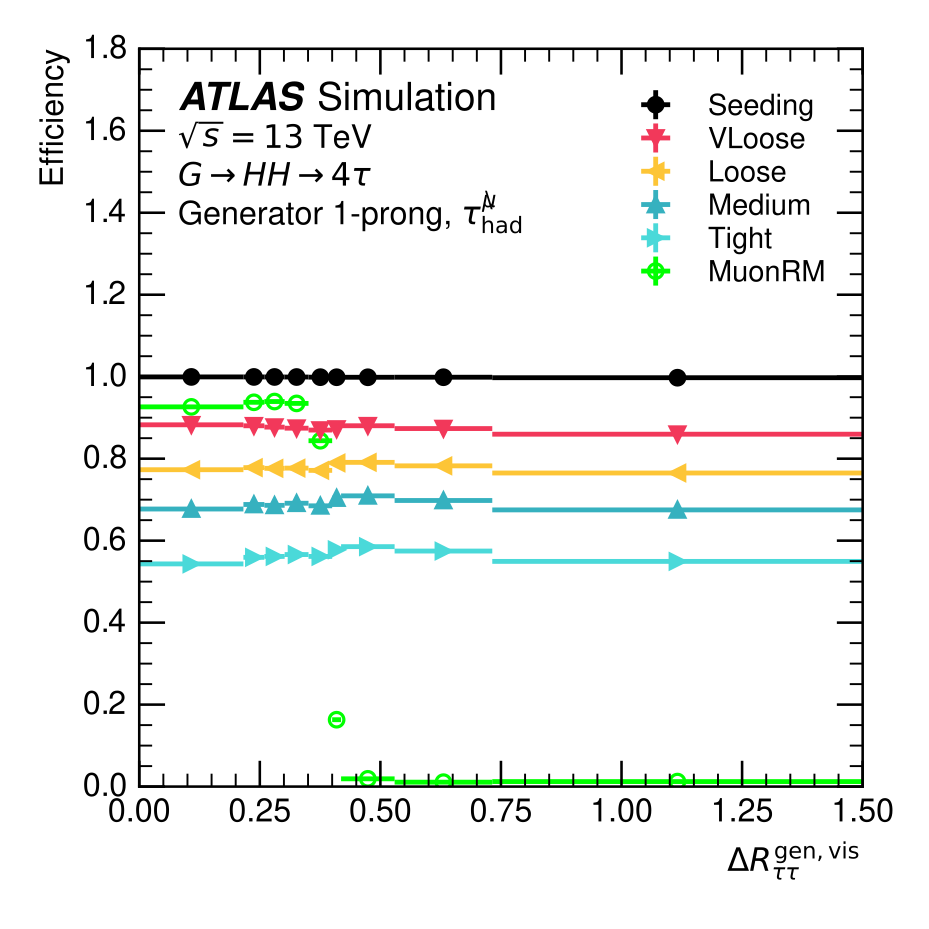 Efficiency
1.8
1.6
1.4
1.2
1.0
0.8
0.6
0.4
0.2
0.0
ATLAS Simulation
√s = 13 TeV
G → HH → 4τ
Generator 1-prong, τhad
Seeding
VLoose
Loose
Medium
Tight
MuonRM
0.00 0.25 0.50 0.75 1.00 1.25 1.50
ΔRττ gen, vis